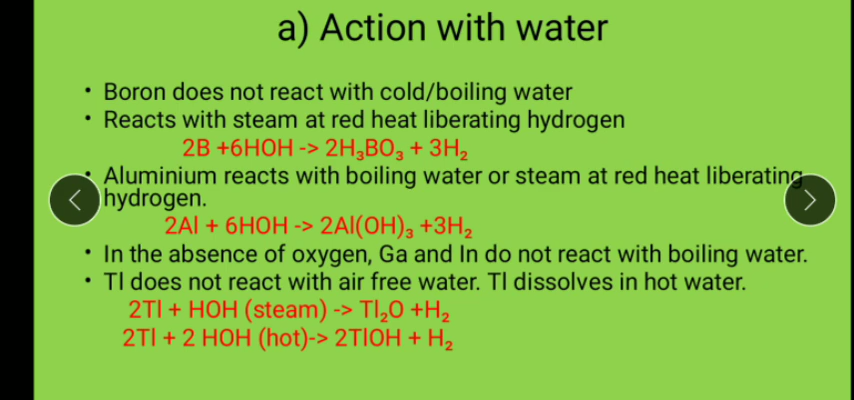 a) Action with water
• Boron does not react with cold/boiling water
• Reacts with steam at red heat liberating hydrogen
2B +6HOH -> 2H₃BO₃ + 3H₂
• Aluminium reacts with boiling water or steam at red heat liberating
hydrogen.
2Al + 6HOH -> 2Al(OH)₃ +3H₂
• In the absence of oxygen, Ga and In do not react with boiling water.
• Tl does not react with air free water. Tl dissolves in hot water.
2Tl + HOH (steam) -> Tl₂O +H₂
2Tl + 2 HOH (hot)-> 2TlOH + H₂